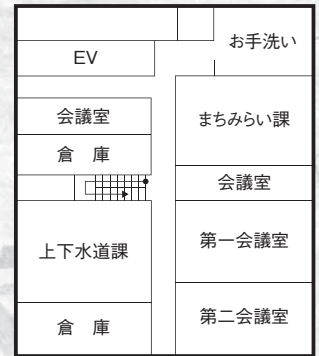 お手洗い
EV
会議室
まちみらい課
倉　庫
会議室
上下水道課
第一会議室
第二会議室
倉　庫